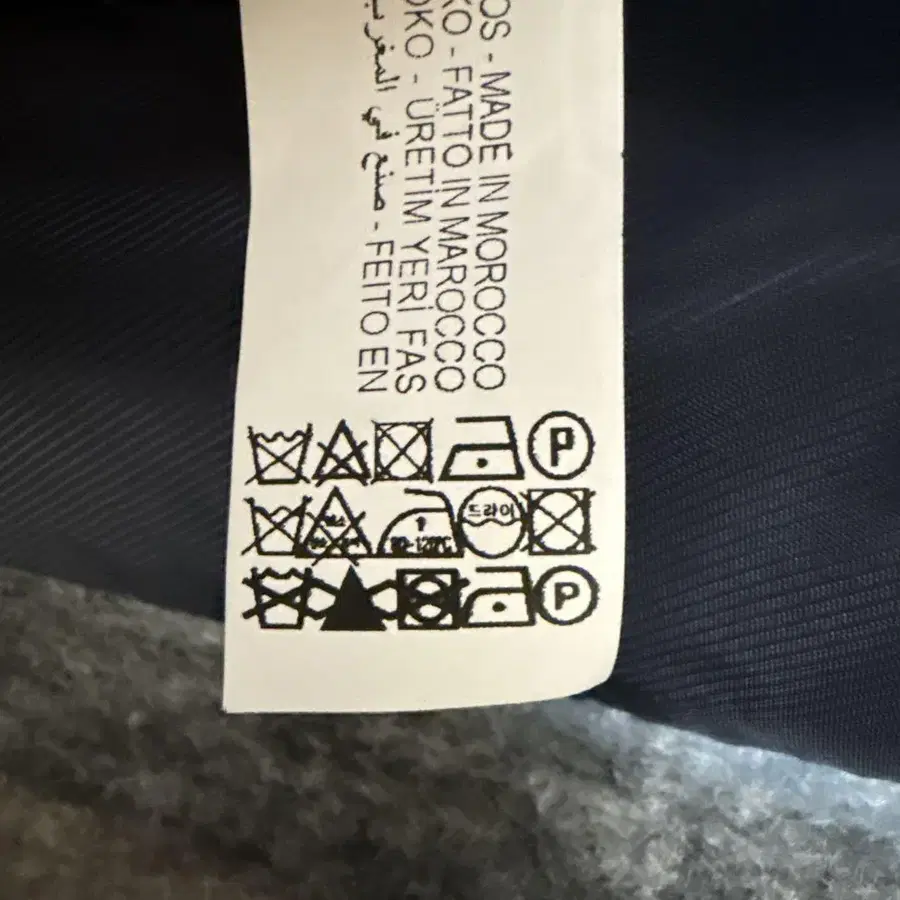 OS - MADE IN MOROCCO
KO - FATTO IN MAROCCO
OKO - ÜRETİM YERİ FAS
صنع في المغرب - FEITO EN
P
드라이
P